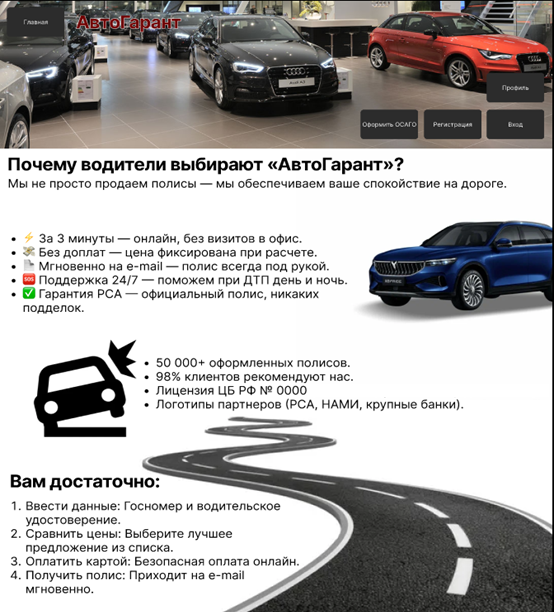 Главная
АвтоГарант
Audi A3
Профиль
Оформить ОСАГО
Регистрация
Вход
Почему водители выбирают «АвтоГарант»?
Мы не просто продаем полисы — мы обеспечиваем ваше спокойствие на дороге.
• ⚡ За 3 минуты — онлайн, без визитов в офис.
• 💸 Без доплат — цена фиксирована при расчете.
• 📄 Мгновенно на e-mail — полис всегда под рукой.
• 🆘 Поддержка 24/7 — поможем при ДТП день и ночь.
• ✅ Гарантия РСА — официальный полис, никаких
подделок.
• 50 000+ оформленных полисов.
• 98% клиентов рекомендуют нас.
• Лицензия ЦБ РФ № 0000
• Логотипы партнеров (РСА, НАМИ, крупные банки).
Вам достаточно:
1. Ввести данные: Госномер и водительское
удостоверение.
2. Сравнить цены: Выберите лучшее
предложение из списка.
3. Оплатить картой: Безопасная оплата онлайн.
4. Получить полис: Приходит на e-mail
мгновенно.